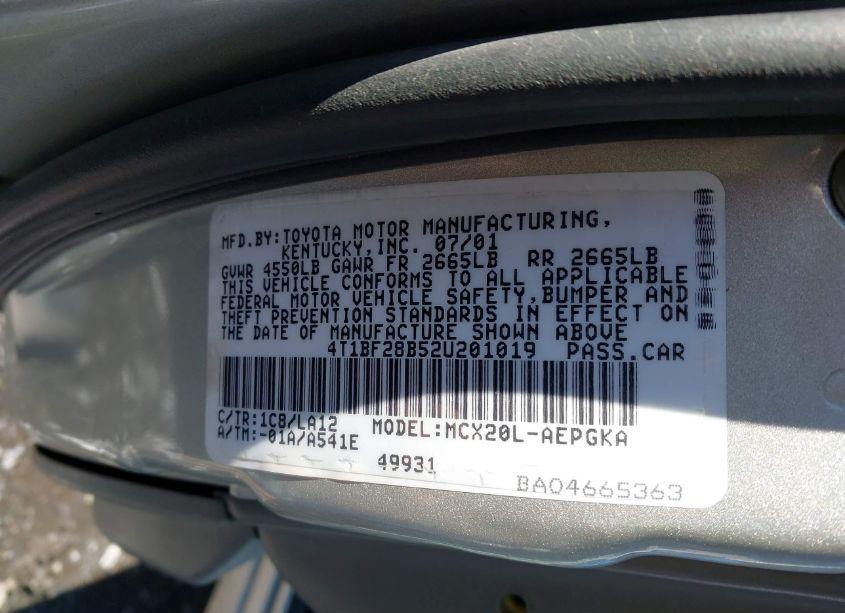 MFD.BY:TOYOTA MOTOR MANUFACTURING,
KENTUCKY,INC. 07/01
GVWR 4550LB GAWR FR 2665LB RR 2665LB
THIS VEHICLE CONFORMS TO ALL APPLICABLE
FEDERAL MOTOR VEHICLE SAFETY,BUMPER AND
THEFT PREVENTION STANDARDS IN EFFECT ON
THE DATE OF MANUFACTURE SHOWN ABOVE
4T1BF28B52U201019 PASS.CAR
C/TR:1C8/LA12 MODEL:MCX20L-AEPGKA
A/TM:-01A/A541E
49931
BA04665363